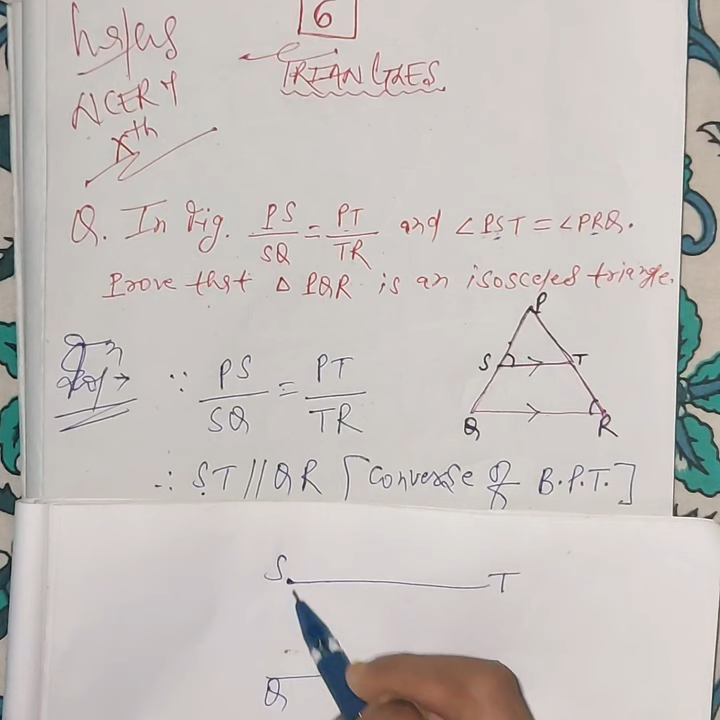 6
TRIANGLES
NCERT
Xth
Q. In Fig. PS/SQ = PT/TR and ∠PST = ∠PRQ.
Prove that △ PQR is an isosceles triangle.
P
S T
Q R
∵ PS/SQ = PT/TR
∴ ST // QR [Converse of B.P.T.]
S T
Q